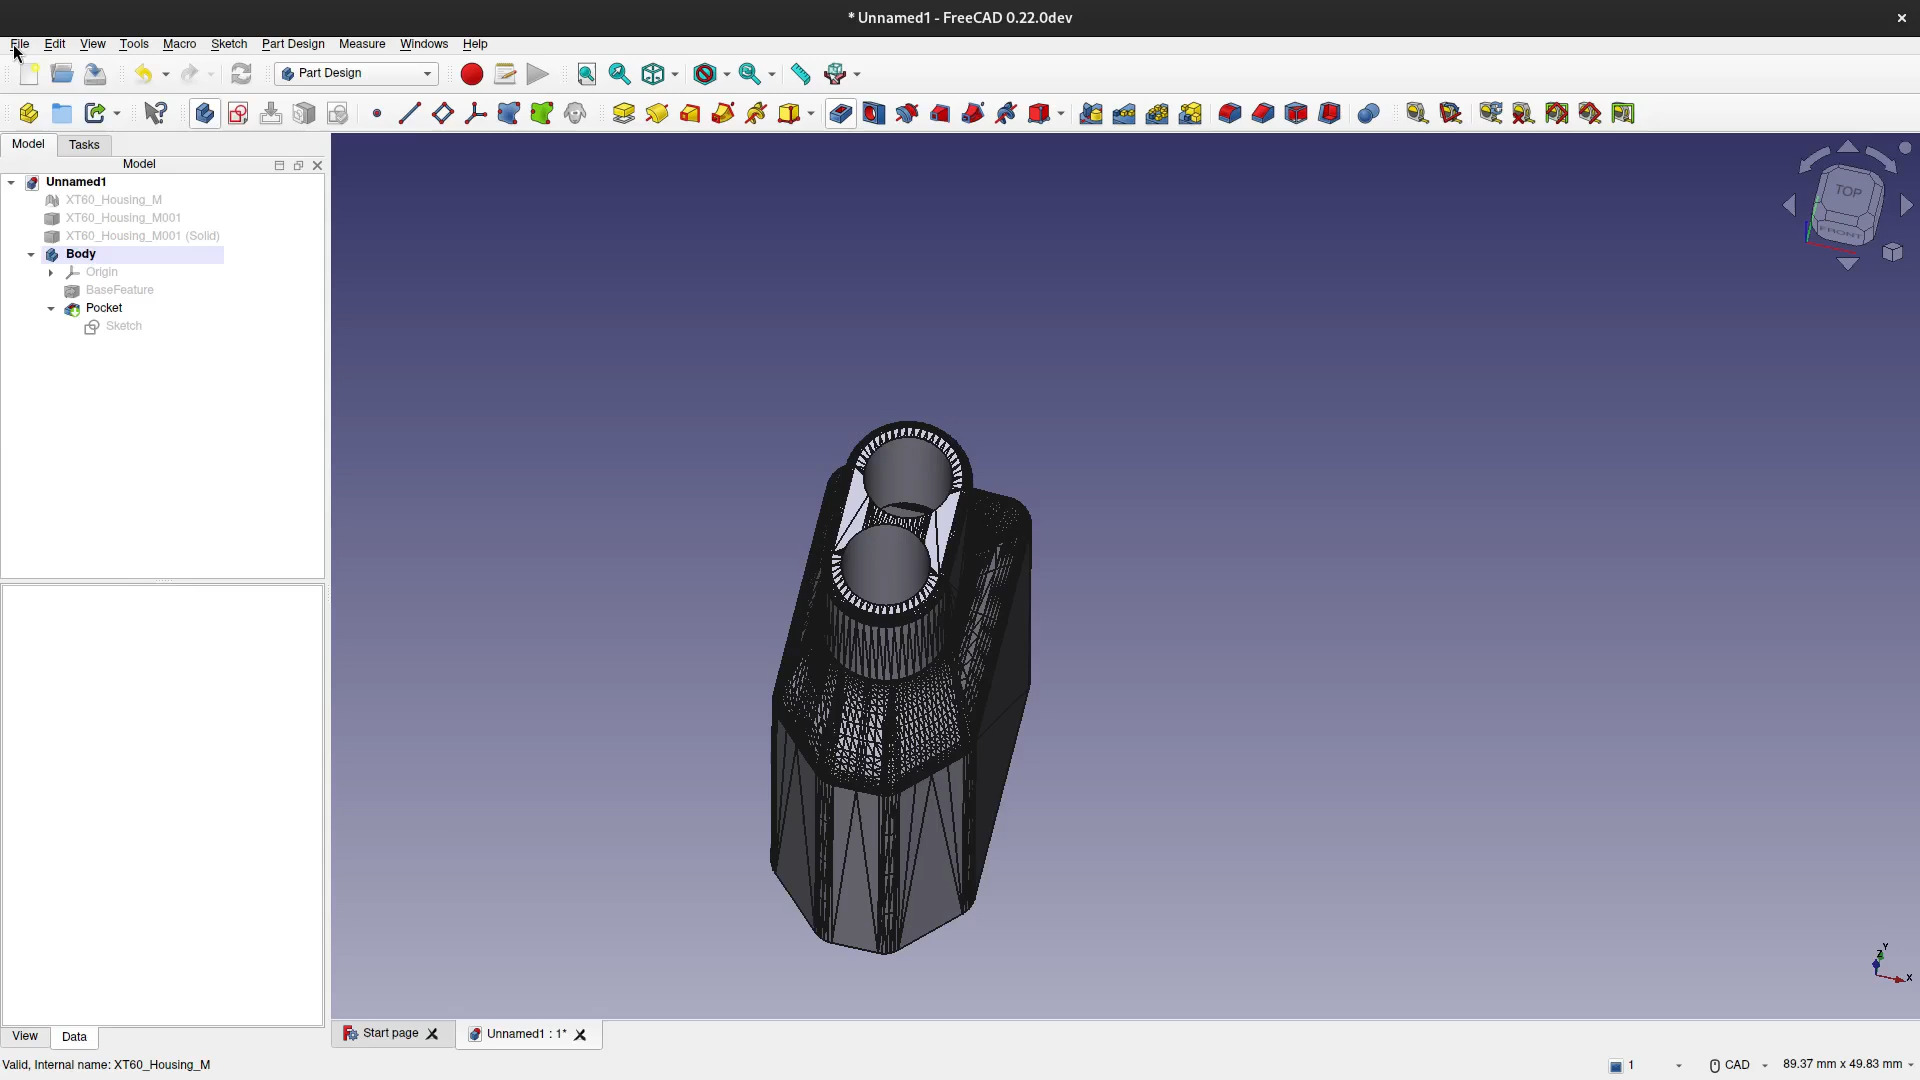 * Unnamed1 - FreeCAD 0.22.0dev
File Edit View Tools Macro Sketch Part Design Measure Windows Help
Part Design
Model Tasks
Model
Unnamed1
XT60_Housing_M
XT60_Housing_M001
XT60_Housing_M001 (Solid)
Body
Origin
BaseFeature
Pocket
Sketch
TOP
FRONT
Y
Z
X
View Data
Start page
Unnamed1 : 1*
Valid, Internal name: XT60_Housing_M
1
CAD
89.37 mm x 49.83 mm